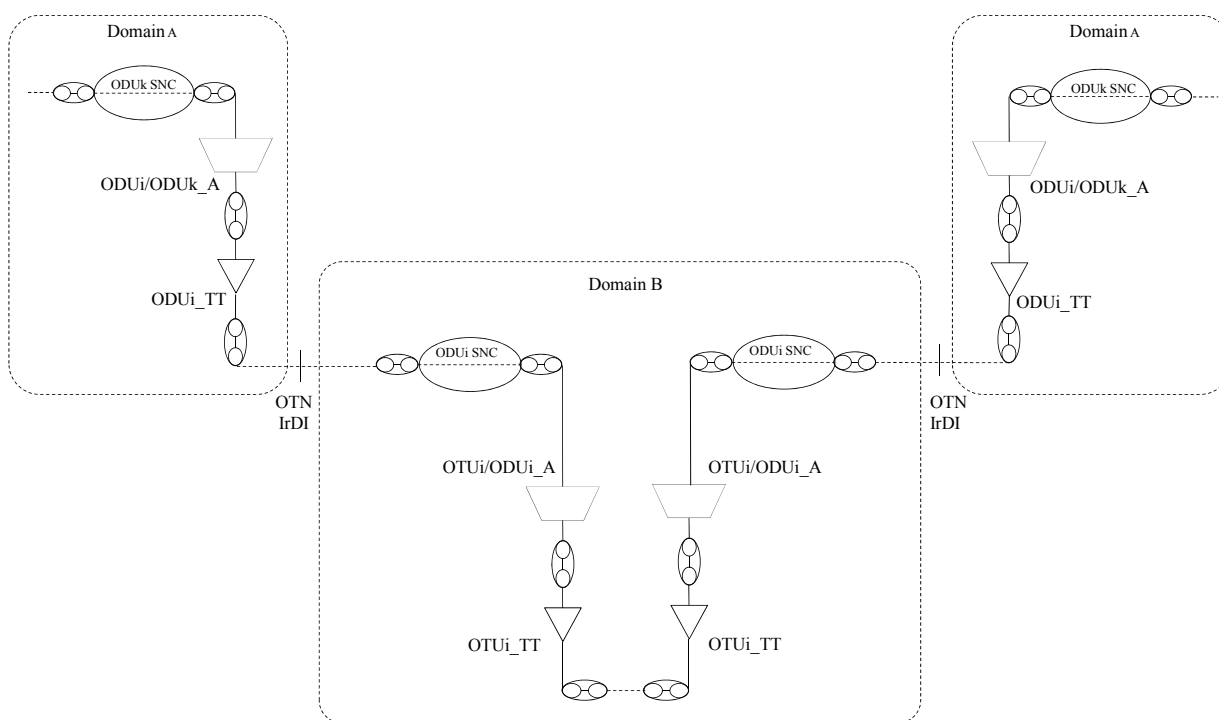 Domain A
Domain A
ODUk SNC
ODUk SNC
ODUi/ODUk_A
ODUi/ODUk_A
ODUi_TT
ODUi_TT
Domain B
ODUi SNC
ODUi SNC
OTN
IrDI
OTN
IrDI
OTUi/ODUi_A
OTUi/ODUi_A
OTUi_TT
OTUi_TT